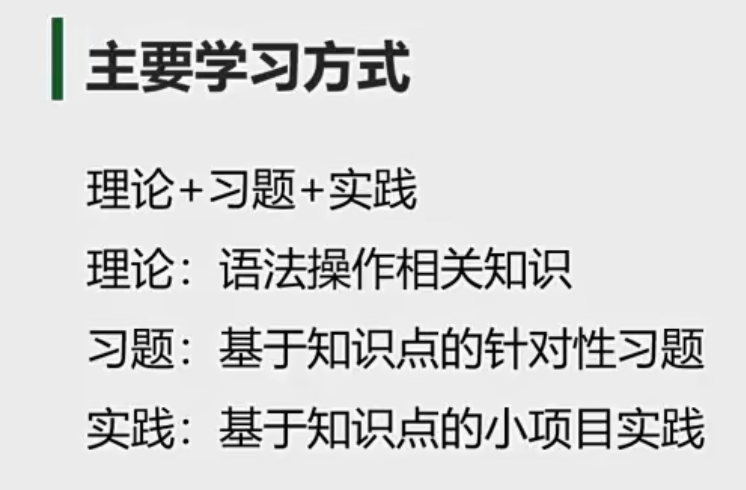 主要学习方式
理论+习题+实践
理论：语法操作相关知识
习题：基于知识点的针对性习题
实践：基于知识点的小项目实践